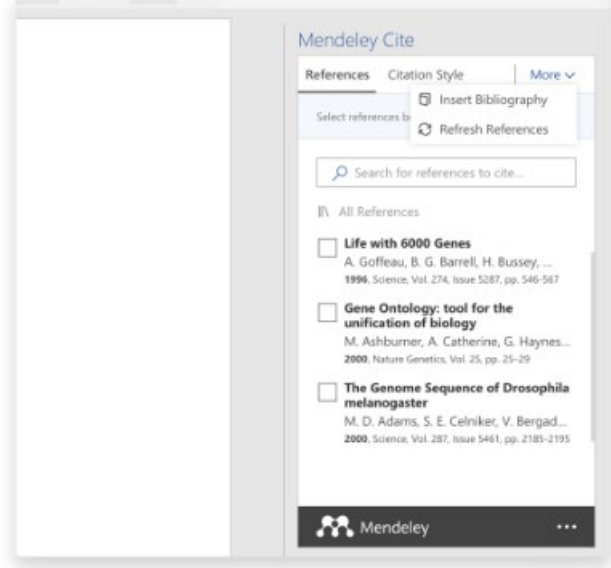 Mendeley Cite
References Citation Style More
Insert Bibliography
Select references b
Refresh References
Search for references to cite...
All References
Life with 6000 Genes
A. Goffeau, B. G. Barrell, H. Bussey, ...
1996, Science, Vol. 274, Issue 5287, pp. 546-567
Gene Ontology: tool for the
unification of biology
M. Ashburner, A. Catherine, G. Haynes...
2000, Nature Genetics, Vol. 25, pp. 25-29
The Genome Sequence of Drosophila
melanogaster
M. D. Adams, S. E. Celniker, V. Bergad...
2000, Science, Vol. 287, Issue 5461, pp. 2185-2195
Mendeley ...